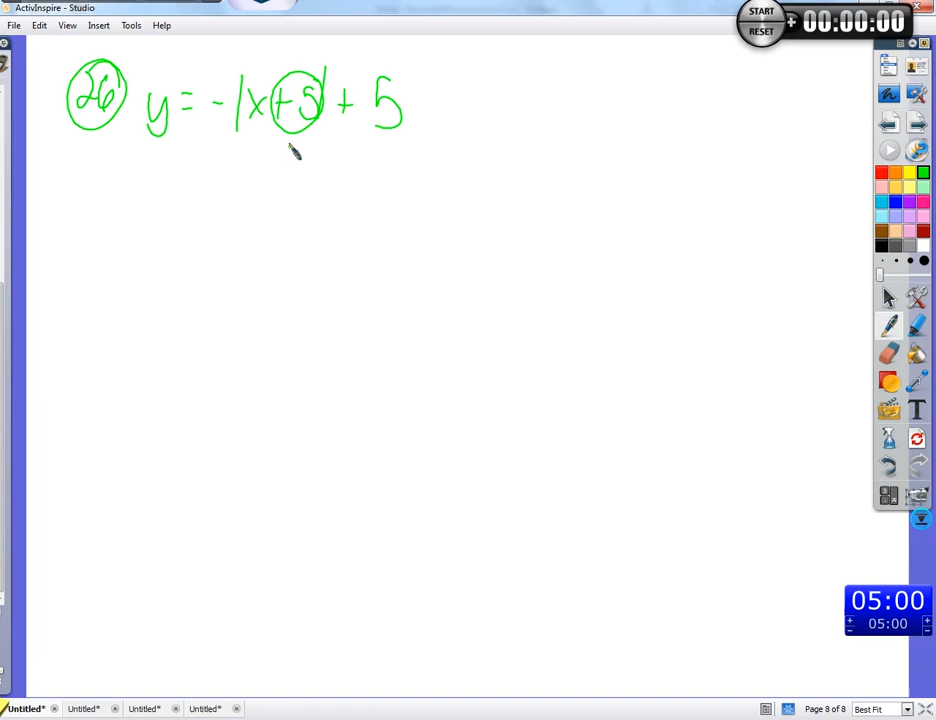 ActivInspire - Studio
File Edit View Insert Tools Help
START
RESET
+ 00:00:00
26 y = - |x + 5| + 5
T
05:00
05:00
Untitled* Untitled* Untitled* Untitled* Page 8 of 8 Best Fit